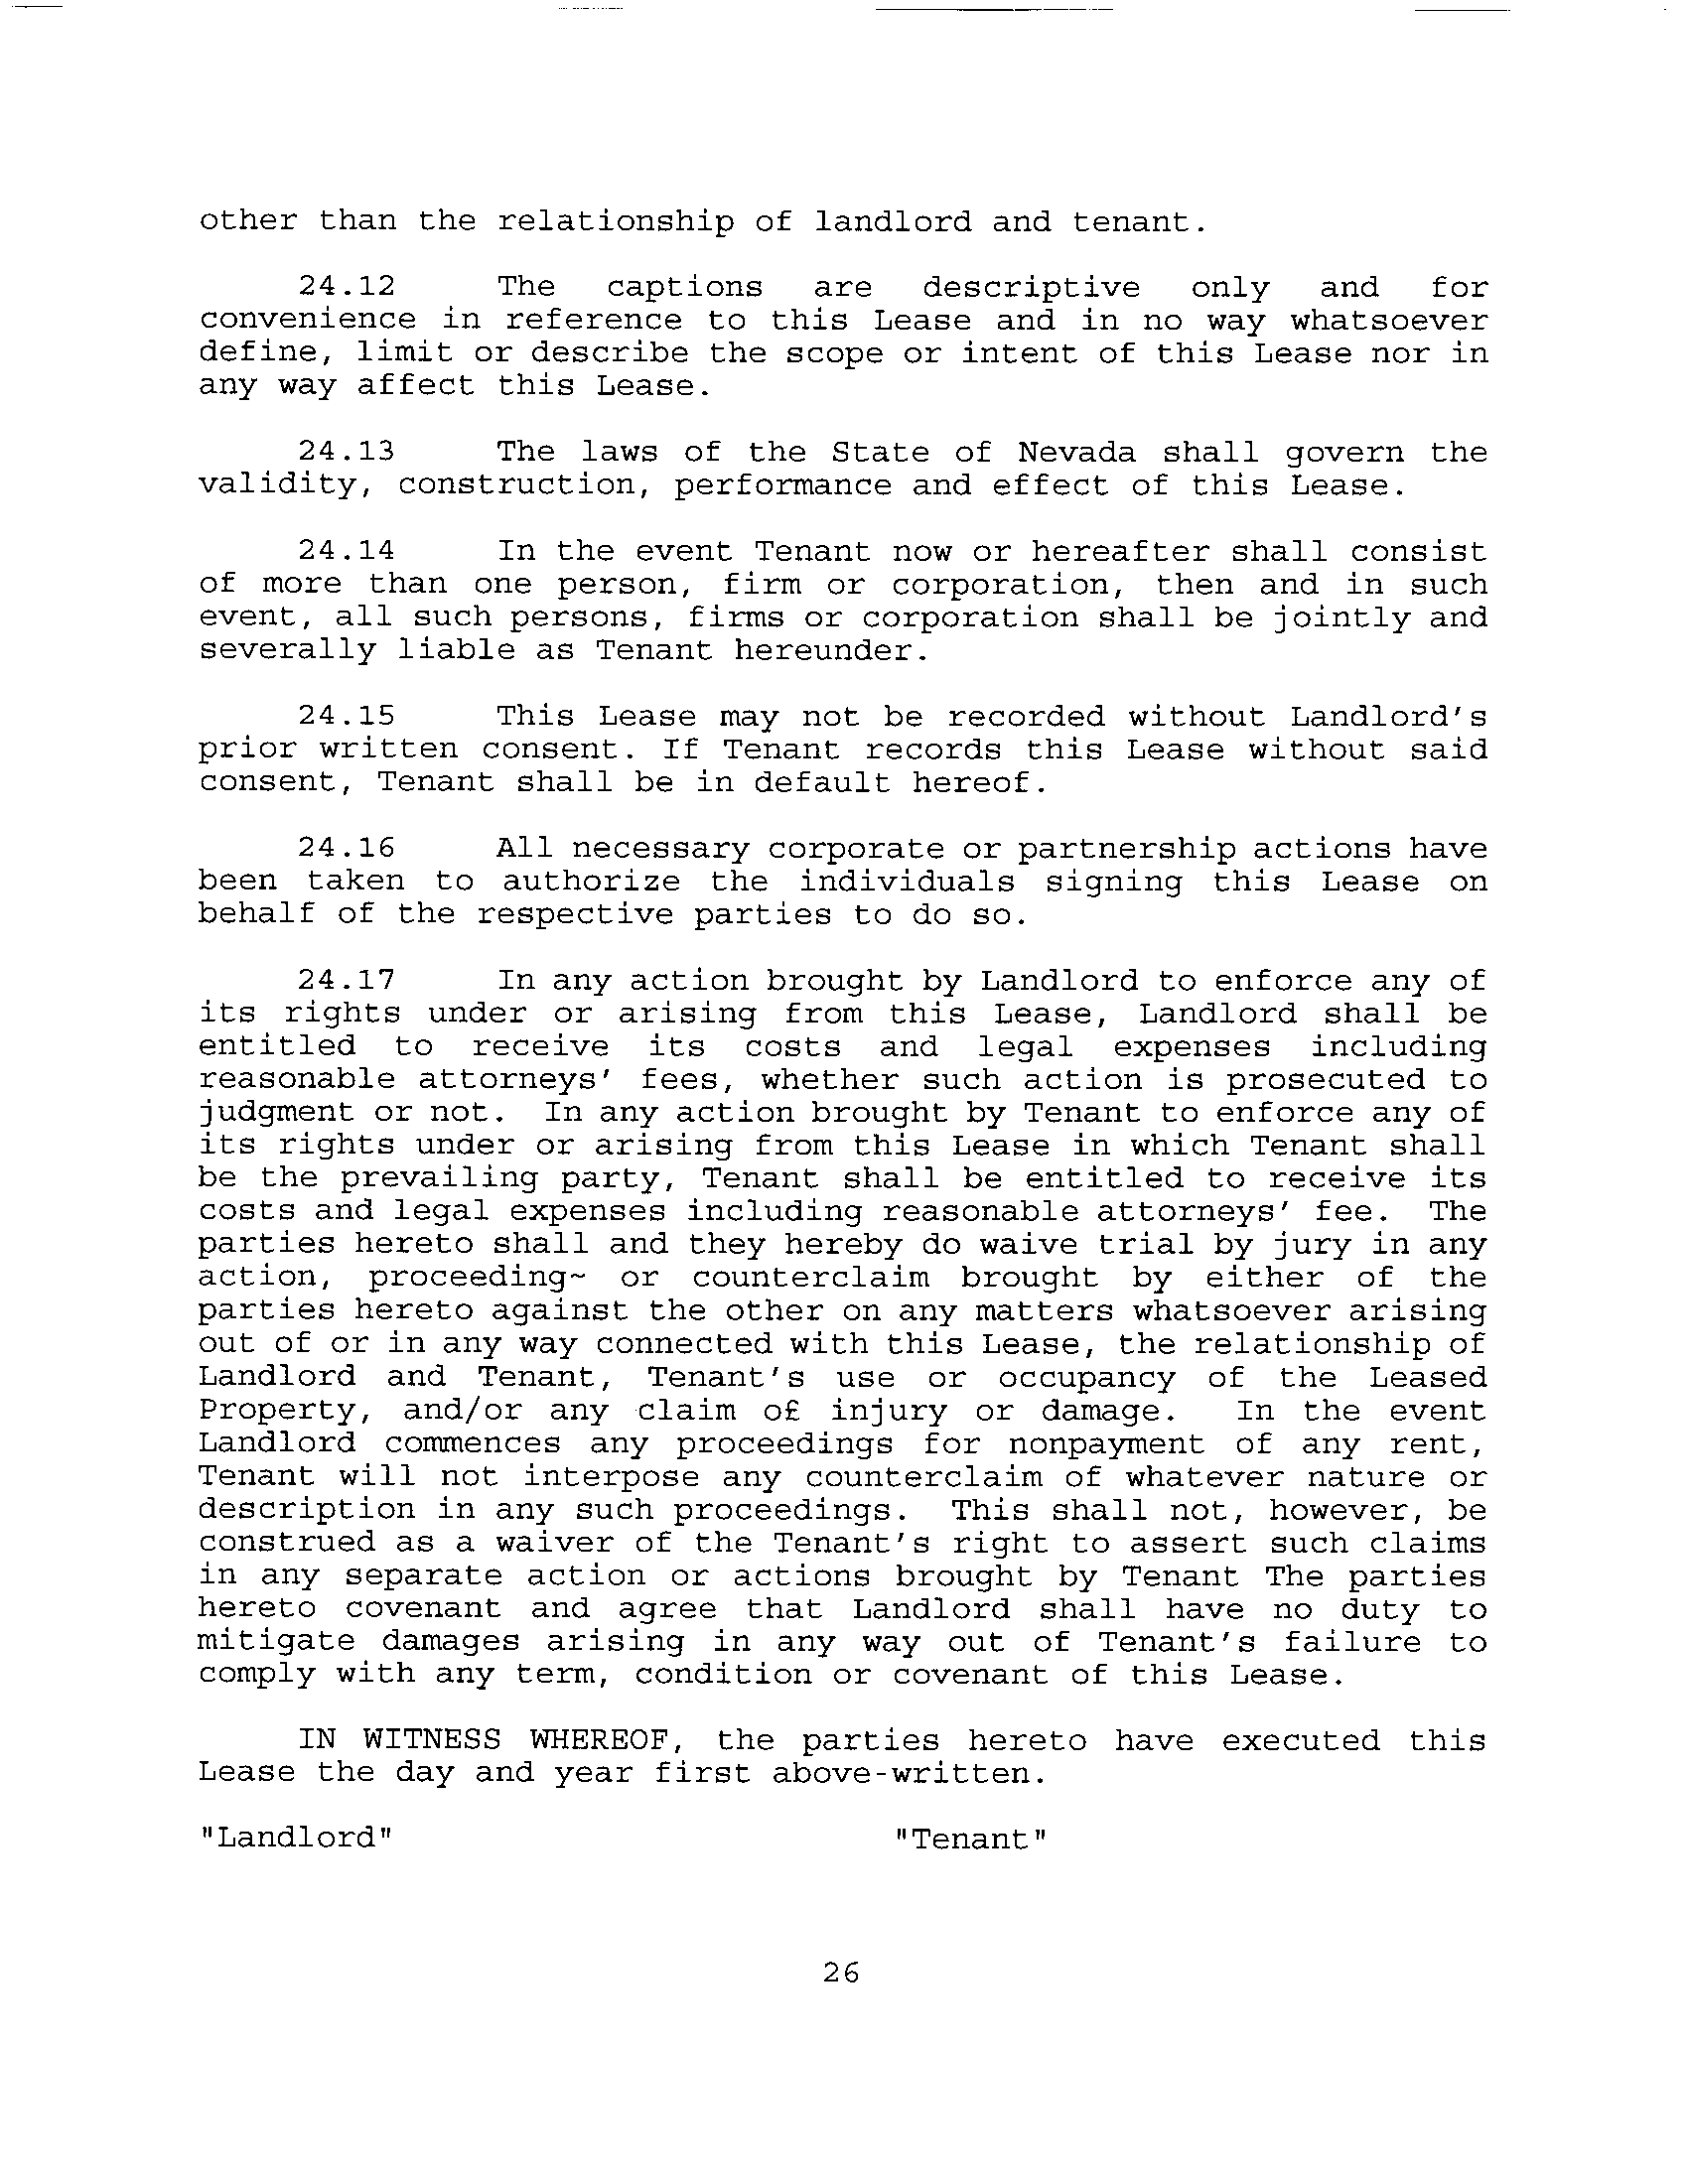 other than the relationship of landlord and tenant.
24.12 The captions are descriptive only and for
convenience in reference to this Lease and in no way whatsoever
define, limit or describe the scope or intent of this Lease nor in
any way affect this Lease.
24.13 The laws of the State of Nevada shall govern the
validity, construction, performance and effect of this Lease.
24.14 In the event Tenant now or hereafter shall consist
of more than one person, firm or corporation, then and in such
event, all such persons, firms or corporation shall be jointly and
severally liable as Tenant hereunder.
24.15 This Lease may not be recorded without Landlord's
prior written consent. If Tenant records this Lease without said
consent, Tenant shall be in default hereof.
24.16 All necessary corporate or partnership actions have
been taken to authorize the individuals signing this Lease on
behalf of the respective parties to do so.
24.17 In any action brought by Landlord to enforce any of
its rights under or arising from this Lease, Landlord shall be
entitled to receive its costs and legal expenses including
reasonable attorneys' fees, whether such action is prosecuted to
judgment or not. In any action brought by Tenant to enforce any of
its rights under or arising from this Lease in which Tenant shall
be the prevailing party, Tenant shall be entitled to receive its
costs and legal expenses including reasonable attorneys' fee. The
parties hereto shall and they hereby do waive trial by jury in any
action, proceeding~ or counterclaim brought by either of the
parties hereto against the other on any matters whatsoever arising
out of or in any way connected with this Lease, the relationship of
Landlord and Tenant, Tenant's use or occupancy of the Leased
Property, and/or any claim o£ injury or damage. In the event
Landlord commences any proceedings for nonpayment of any rent,
Tenant will not interpose any counterclaim of whatever nature or
description in any such proceedings. This shall not, however, be
construed as a waiver of the Tenant's right to assert such claims
in any separate action or actions brought by Tenant The parties
hereto covenant and agree that Landlord shall have no duty to
mitigate damages arising in any way out of Tenant's failure to
comply with any term, condition or covenant of this Lease.
IN WITNESS WHEREOF, the parties hereto have executed this
Lease the day and year first above-written.
"Landlord" "Tenant"
26